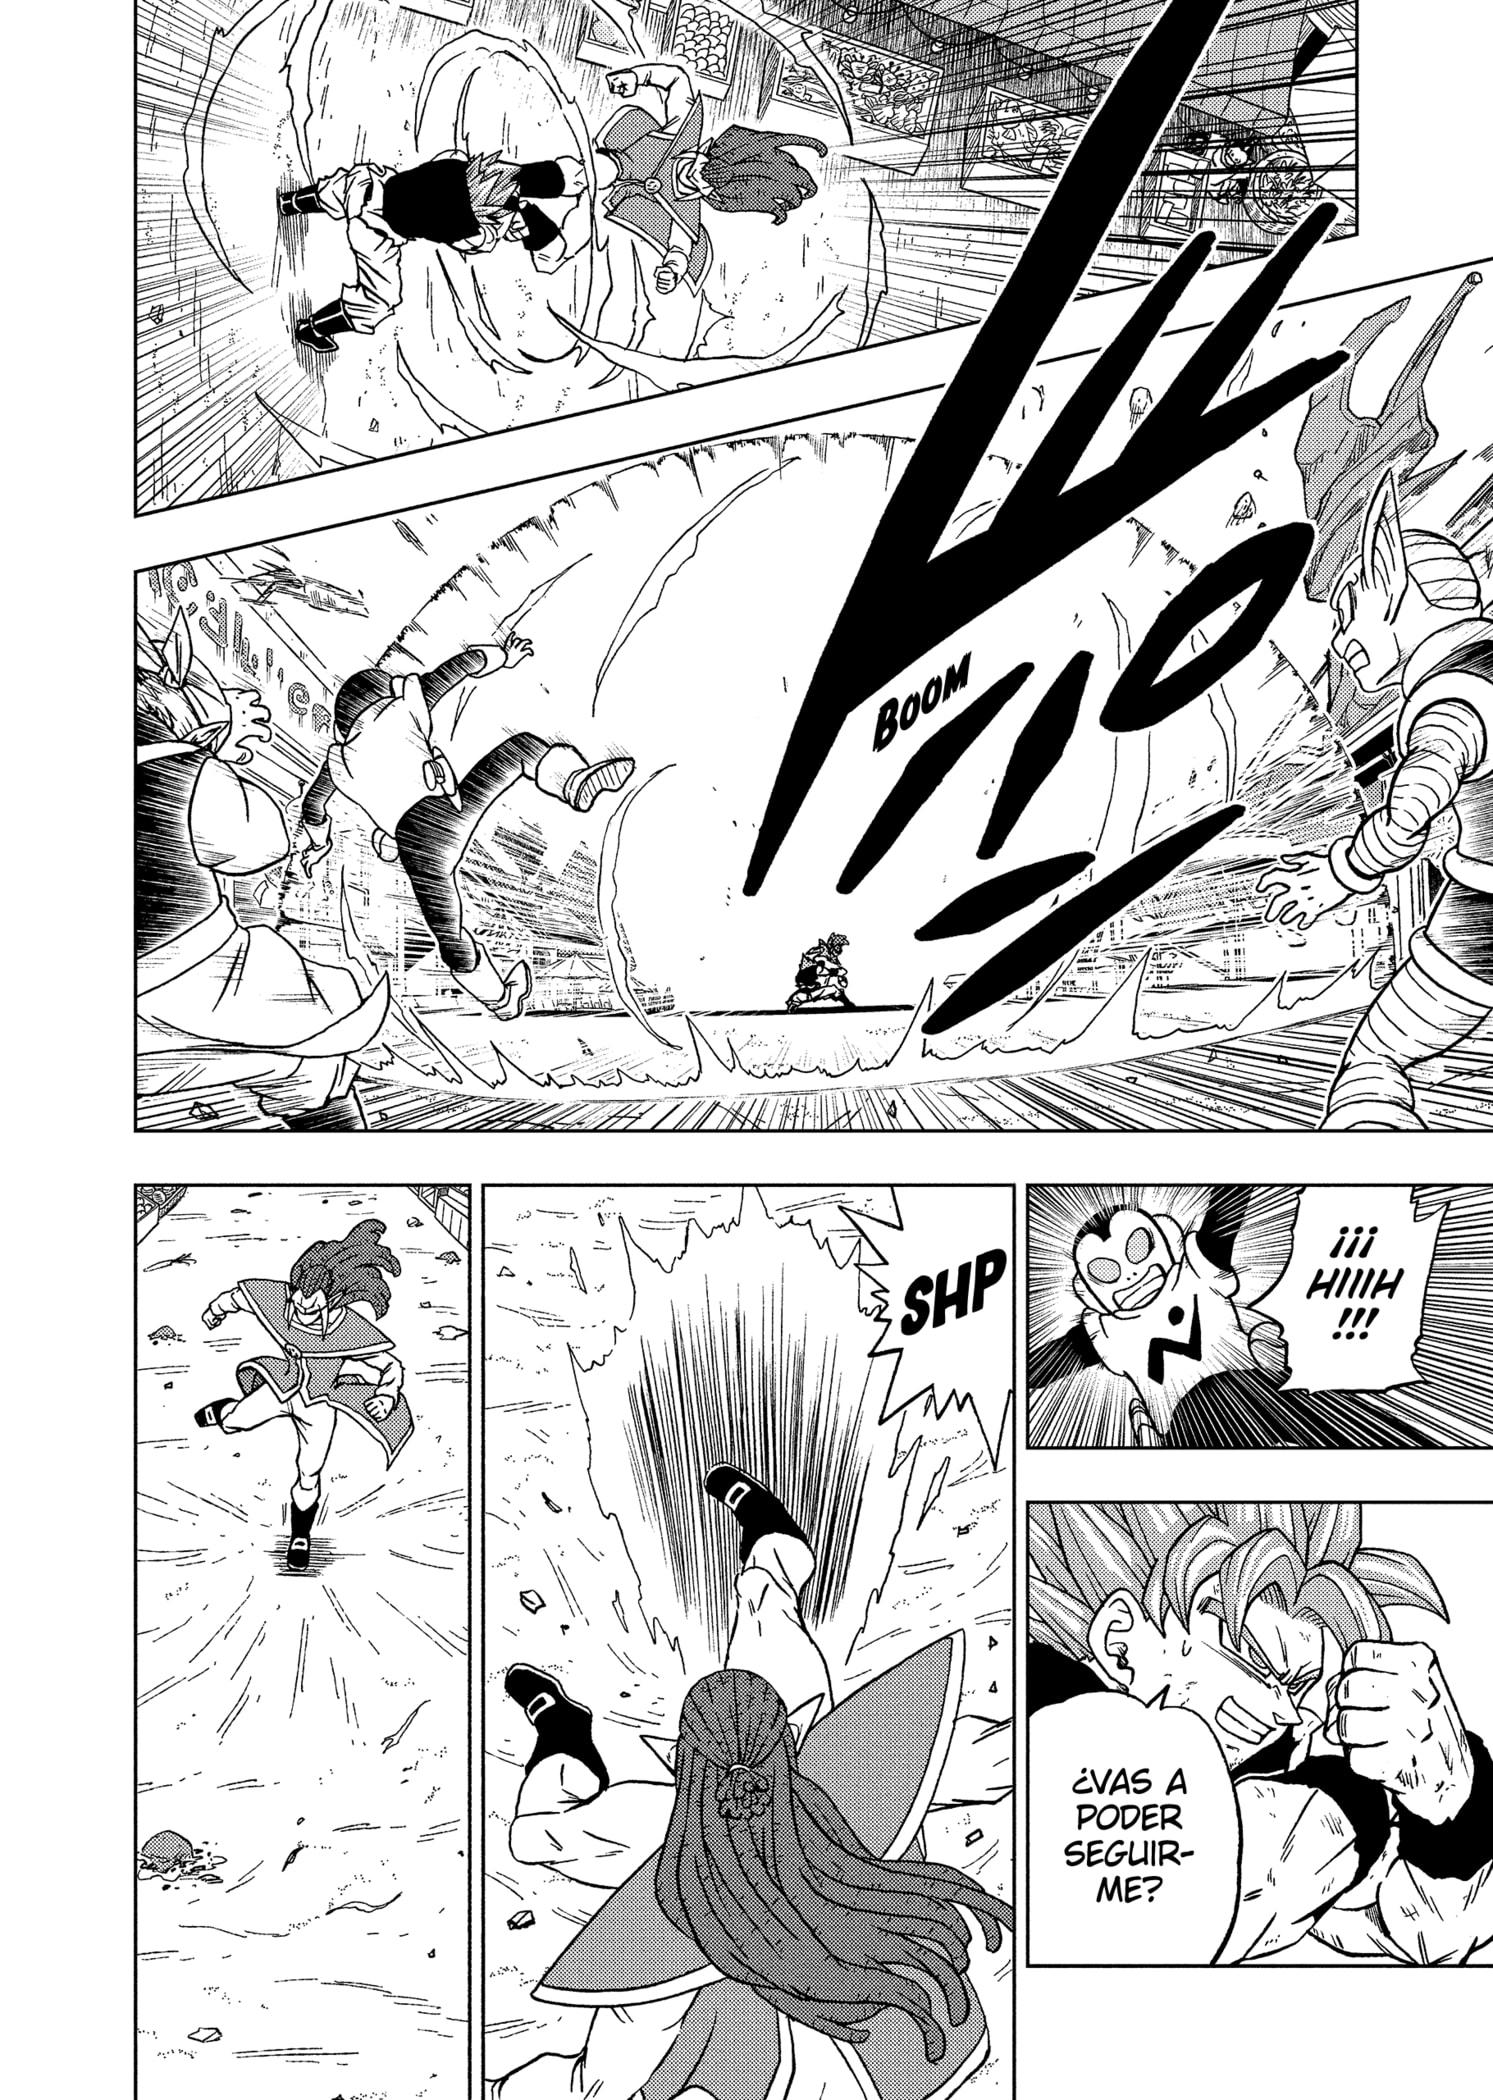 BOOM
¡¡¡
HIIIH
!!!
¿VAS A
PODER
SEGUIR-
ME?
SHP